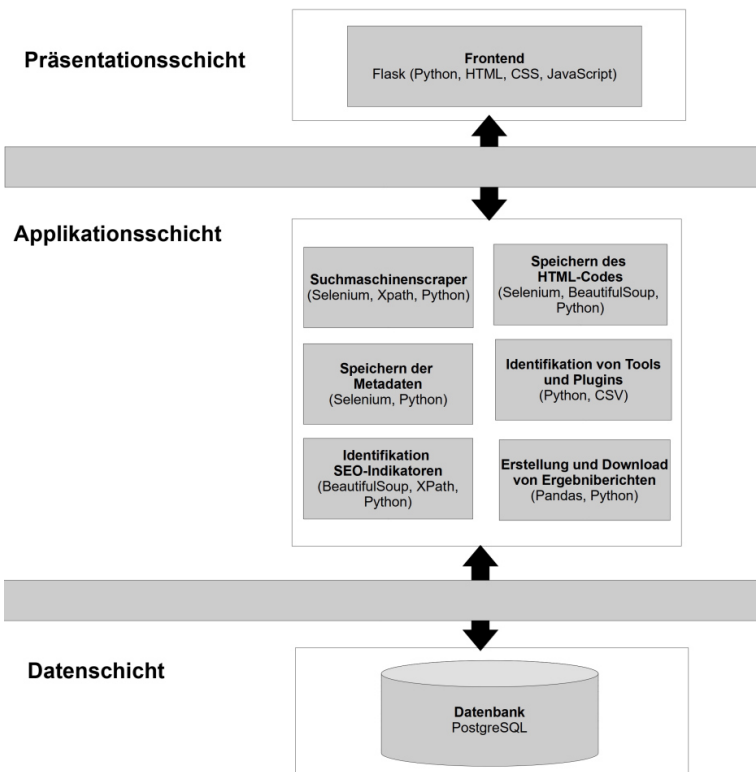 Präsentationsschicht
Frontend
Flask (Python, HTML, CSS, JavaScript)
Applikationsschicht
Suchmaschinenscraper
(Selenium, Xpath, Python)
Speichern des
HTML-Codes
(Selenium, BeautifulSoup,
Python)
Speichern der
Metadaten
(Selenium, Python)
Identifikation von Tools
und Plugins
(Python, CSV)
Identifikation
SEO-Indikatoren
(BeautifulSoup, XPath,
Python)
Erstellung und Download
von Ergebniberichten
(Pandas, Python)
Datenschicht
Datenbank
PostgreSQL